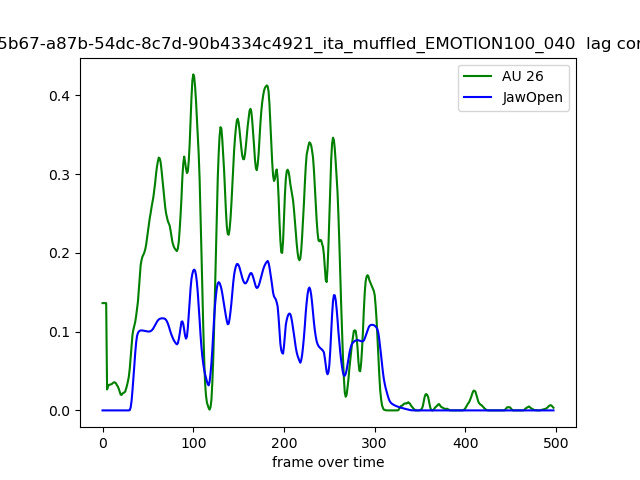 5b67-a87b-54dc-8c7d-90b4334c4921_ita_muffled_EMOTION100_040 lag
AU 26
JawOpen
0.4
0.3
0.2
0.1
0.0
0 100 200 300 400 500
frame over time